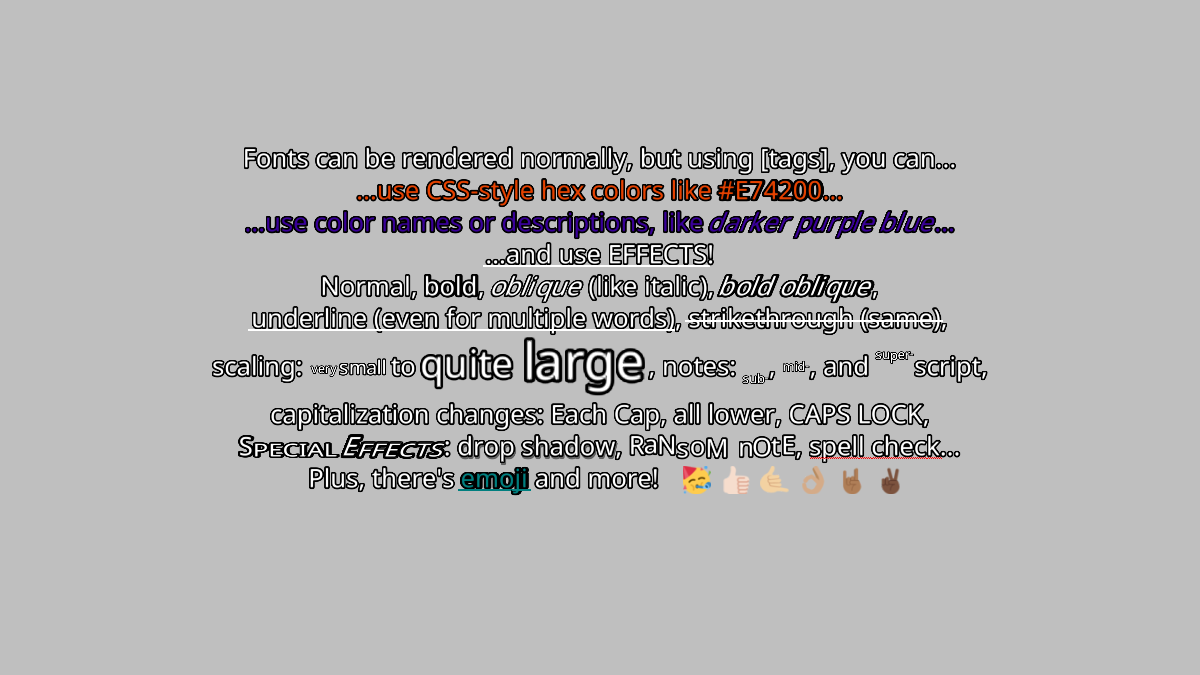 Fonts can be rendered normally, but using [tags], you can...
...use CSS-style hex colors like #E74200...
...use color names or descriptions, like darker purple blue...
...and use EFFECTS!
Normal, bold, oblique (like italic), bold oblique,
underline (even for multiple words), strikethrough (same),
scaling: very small to quite large, notes: sub-, mid-, and super-script,
capitalization changes: Each Cap, all lower, CAPS LOCK,
Special Effects: drop shadow, RaNsoM nOtE, spell check...
Plus, there's emoji and more! 🥳👍🏻🤙🏼👌🏽🤘🏾✌🏿